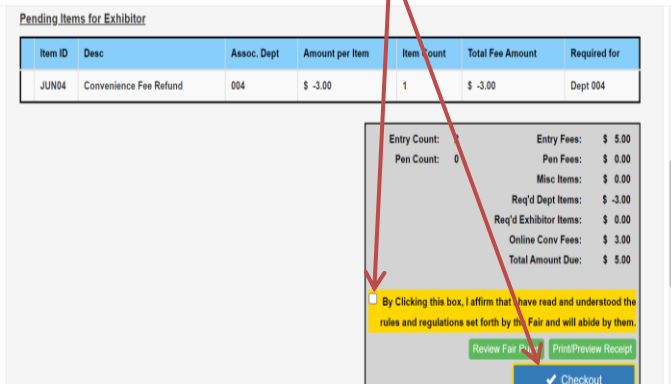 Pending Items for Exhibitor
Item ID Desc Assoc. Dept Amount per Item Item Count Total Fee Amount Required for
JUN04 Convenience Fee Refund 004 $ -3.00 1 $ -3.00 Dept 004
Entry Count: Entry Fees: $ 5.00
Pen Count: 0 Pen Fees: $ 0.00
Misc Items: $ 0.00
Req'd Dept Items: $ -3.00
Req'd Exhibitor Items: $ 0.00
Online Conv Fees: $ 3.00
Total Amount Due: $ 5.00
By Clicking this box, I affirm that I have read and understood the
rules and regulations set forth by the Fair and will abide by them.
Review Fair Print/Preview Receipt
✔ Checkout